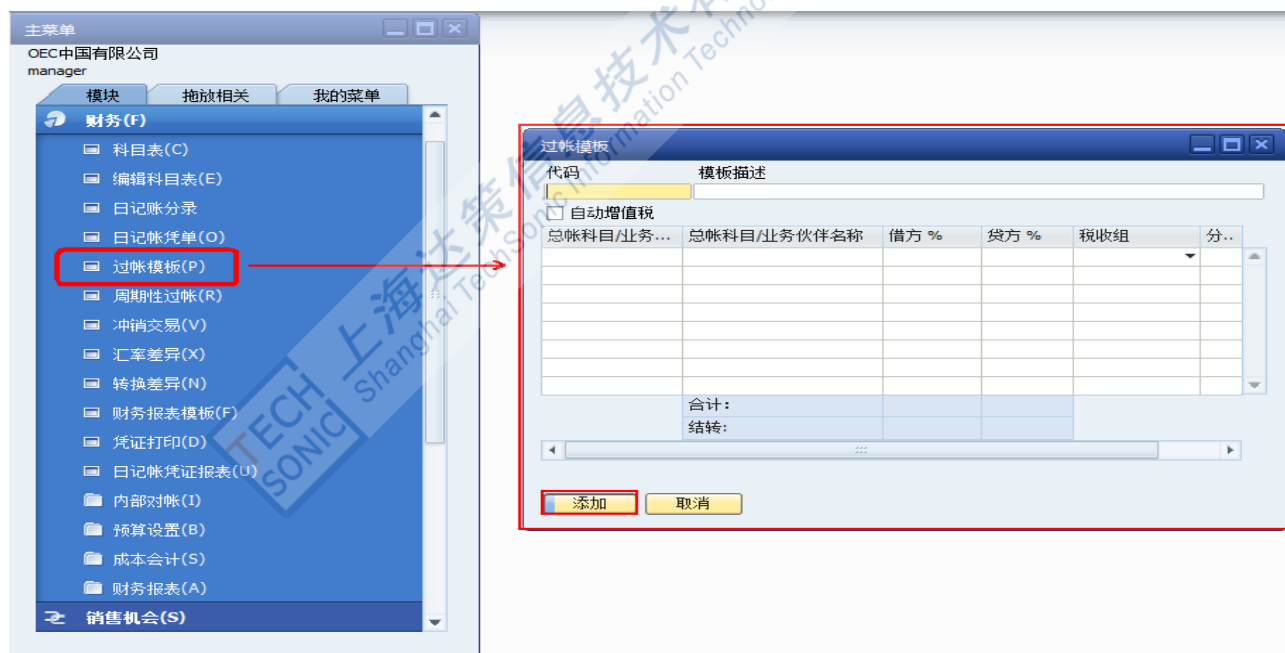 主菜单
OEC中国有限公司
manager
模块 拖放相关 我的菜单
财务(F)
科目表(C)
编辑科目表(E)
日记账分录
日记帐凭单(O)
过帐模板(P)
周期性过帐(R)
冲销交易(V)
汇率差异(X)
转换差异(N)
财务报表模板(F)
凭证打印(D)
日记帐凭证报表(U)
内部对帐(I)
预算设置(B)
成本会计(S)
财务报表(A)
销售机会(S)
过帐模板
代码 模板描述
自动增值税
总帐科目/业务... 总帐科目/业务伙伴名称 借方 % 贷方 % 税收组 分..
合计:
结转:
添加 取消
TECH
SONIC
上海达策信息技术有
Shanghai TechSonic Information Techno